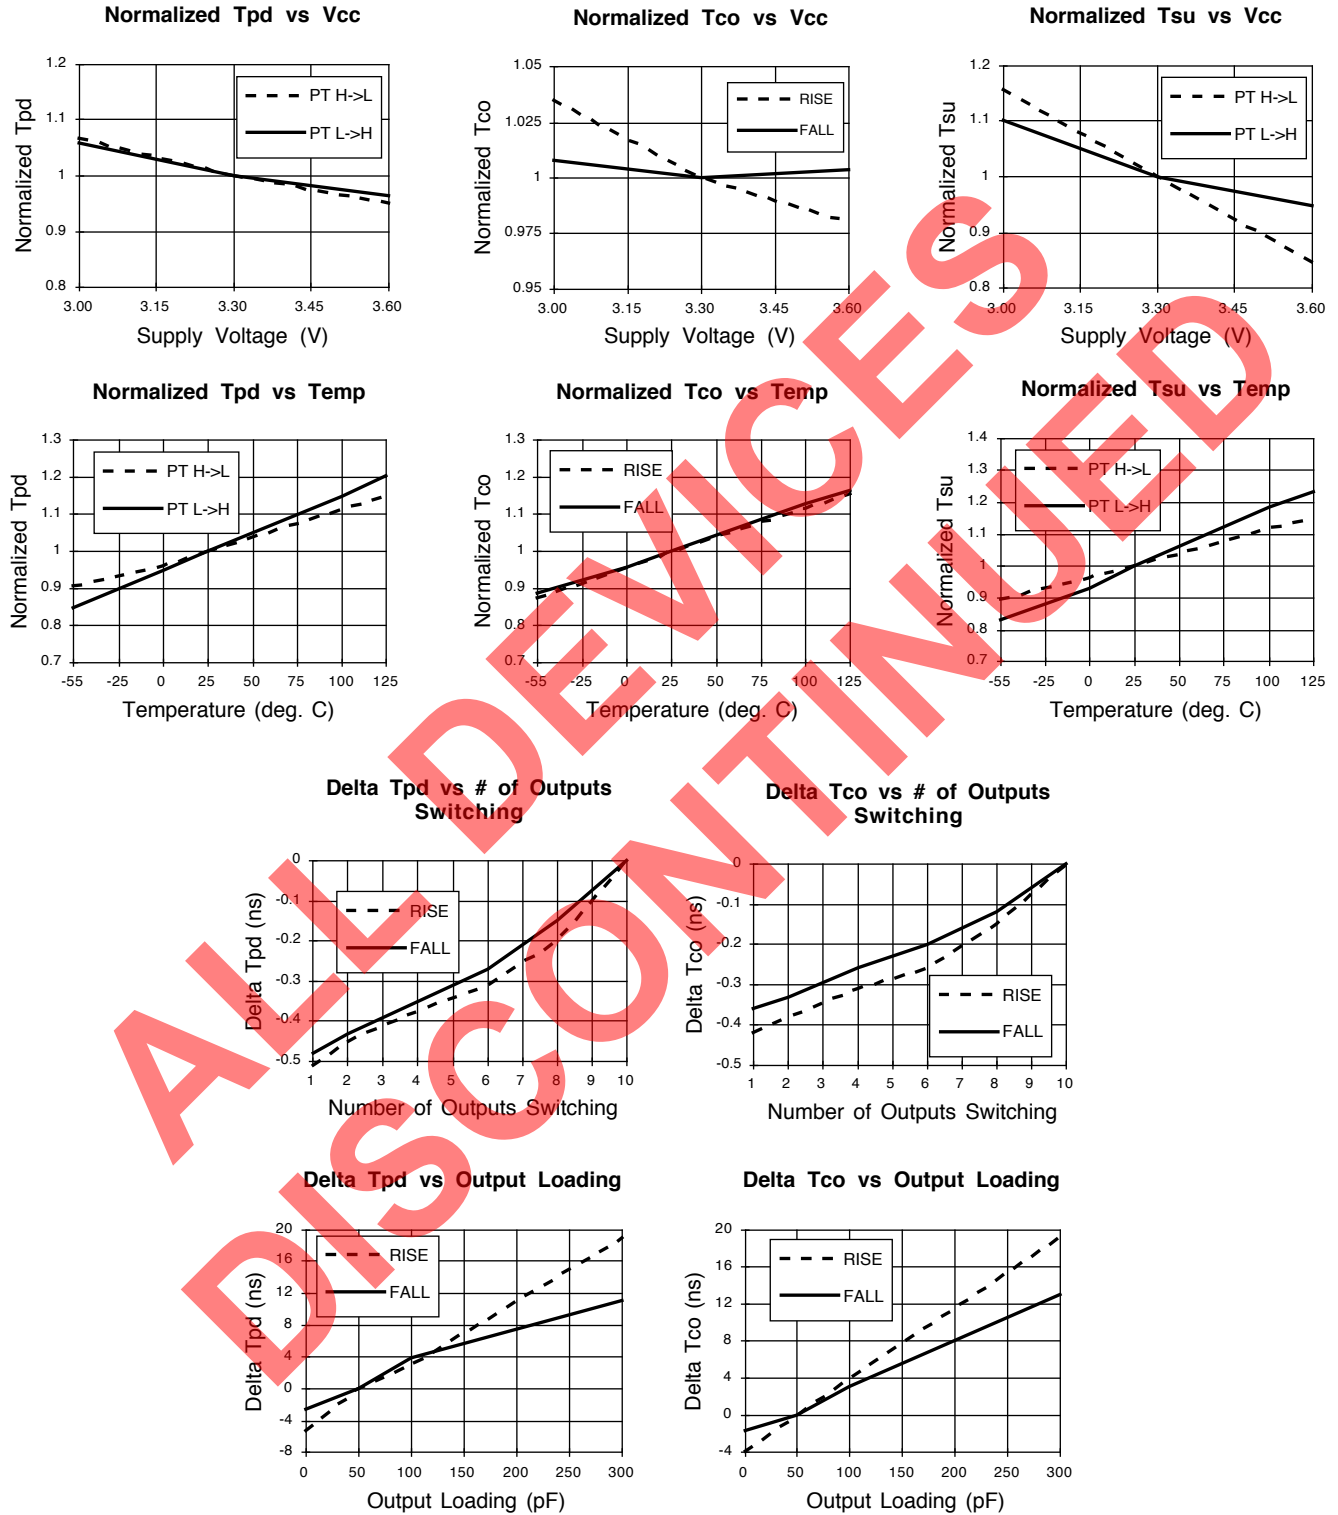 Normalized Tpd vs Vcc
Normalized Tpd
1.2
1.1
1
0.9
0.8
PT H->L
PT L->H
3.00 3.15 3.30 3.45 3.60
Supply Voltage (V)
Normalized Tco vs Vcc
Normalized Tco
1.05
1.025
1
0.975
0.95
RISE
FALL
3.00 3.15 3.30 3.45 3.60
Supply Voltage (V)
Normalized Tsu vs Vcc
Normalized Tsu
1.2
1.1
1
0.9
0.8
PT H->L
PT L->H
3.00 3.15 3.30 3.45 3.60
Supply Voltage (V)
Normalized Tpd vs Temp
Normalized Tpd
1.3
1.2
1.1
1
0.9
0.8
0.7
PT H->L
PT L->H
-55 -25 0 25 50 75 100 125
Temperature (deg. C)
Normalized Tco vs Temp
Normalized Tco
1.3
1.2
1.1
1
0.9
0.8
0.7
RISE
FALL
-55 -25 0 25 50 75 100 125
Temperature (deg. C)
Normalized Tsu vs Temp
Normalized Tsu
1.4
1.3
1.2
1.1
1
0.9
0.8
0.7
PT H->L
PT L->H
-55 -25 0 25 50 75 100 125
Temperature (deg. C)
Delta Tpd vs # of Outputs
Switching
Delta Tpd (ns)
0
-0.1
-0.2
-0.3
-0.4
-0.5
RISE
FALL
1 2 3 4 5 6 7 8 9 10
Number of Outputs Switching
Delta Tco vs # of Outputs
Switching
Delta Tco (ns)
0
-0.1
-0.2
-0.3
-0.4
-0.5
RISE
FALL
1 2 3 4 5 6 7 8 9 10
Number of Outputs Switching
Delta Tpd vs Output Loading
Delta Tpd (ns)
20
16
12
8
4
0
-4
-8
RISE
FALL
0 50 100 150 200 250 300
Output Loading (pF)
Delta Tco vs Output Loading
Delta Tco (ns)
20
16
12
8
4
0
-4
RISE
FALL
0 50 100 150 200 250 300
Output Loading (pF)
ALL DEVICES
DISCONTINUED